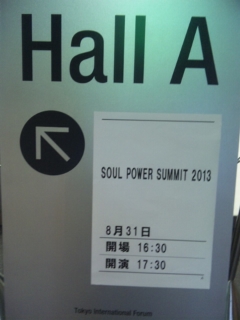 Hall A
SOUL POWER SUMMIT 2013
8月31日
開場 16:30
開演 17:30
Tokyo International Forum